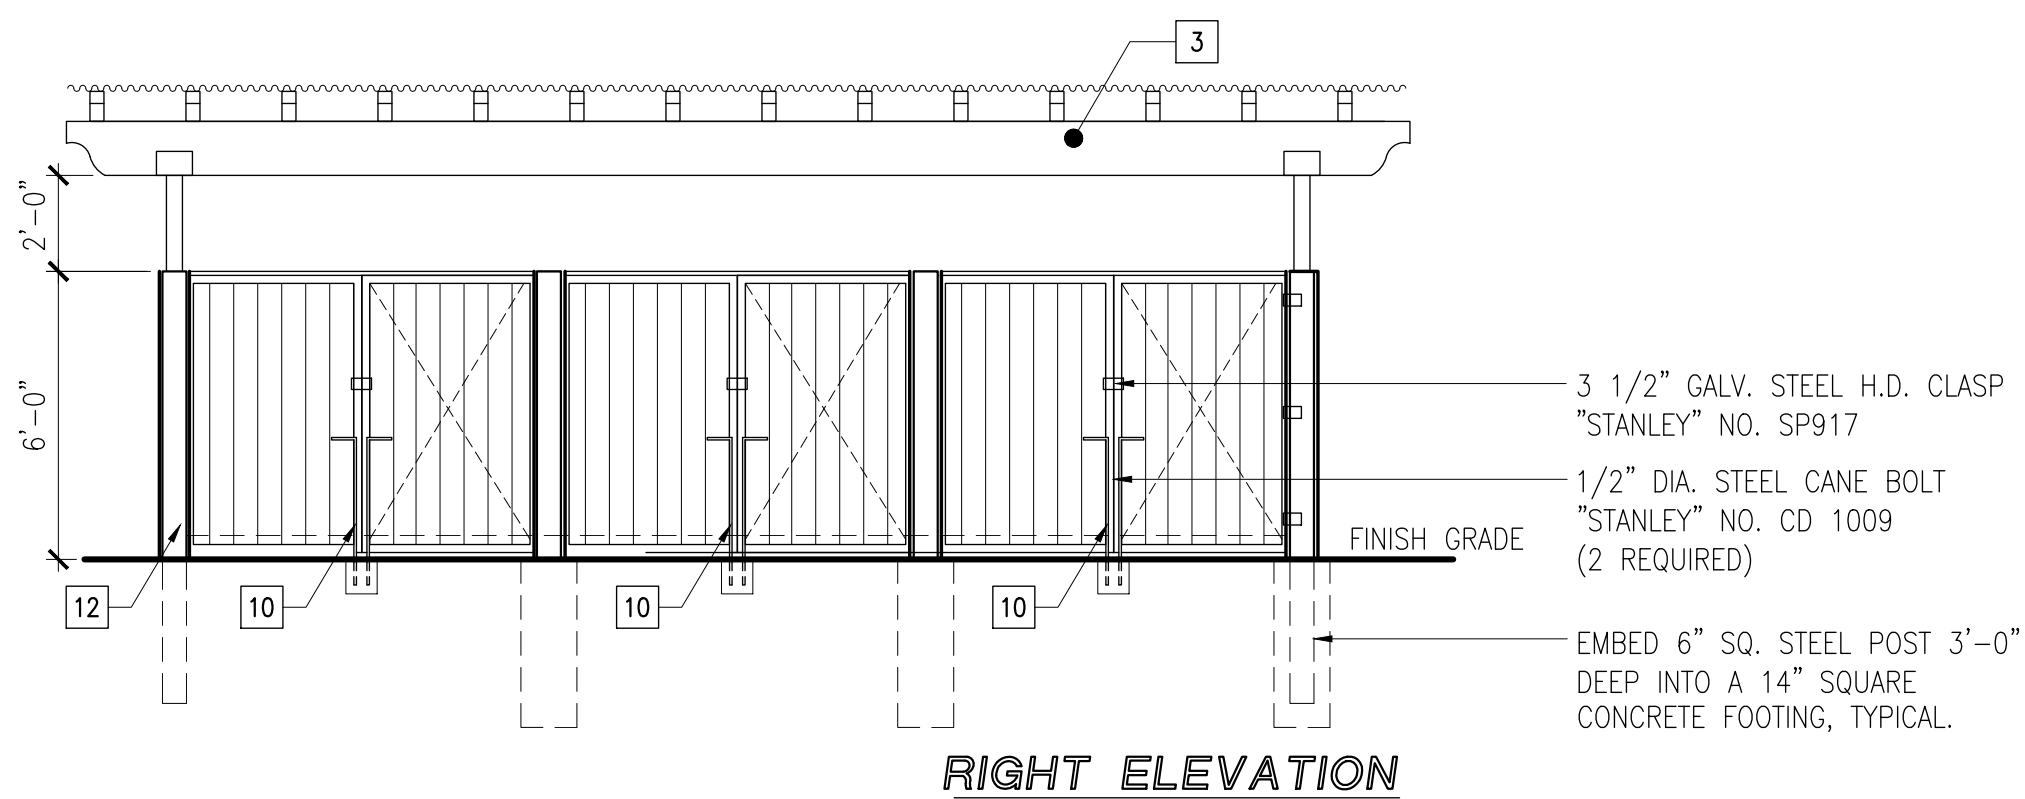 3
2'-0"
6'-0"
3 1/2" GALV. STEEL H.D. CLASP
"STANLEY" NO. SP917
1/2" DIA. STEEL CANE BOLT
"STANLEY" NO. CD 1009
(2 REQUIRED)
FINISH GRADE
12
10
10
10
EMBED 6" SQ. STEEL POST 3'-0"
DEEP INTO A 14" SQUARE
CONCRETE FOOTING, TYPICAL.
RIGHT ELEVATION